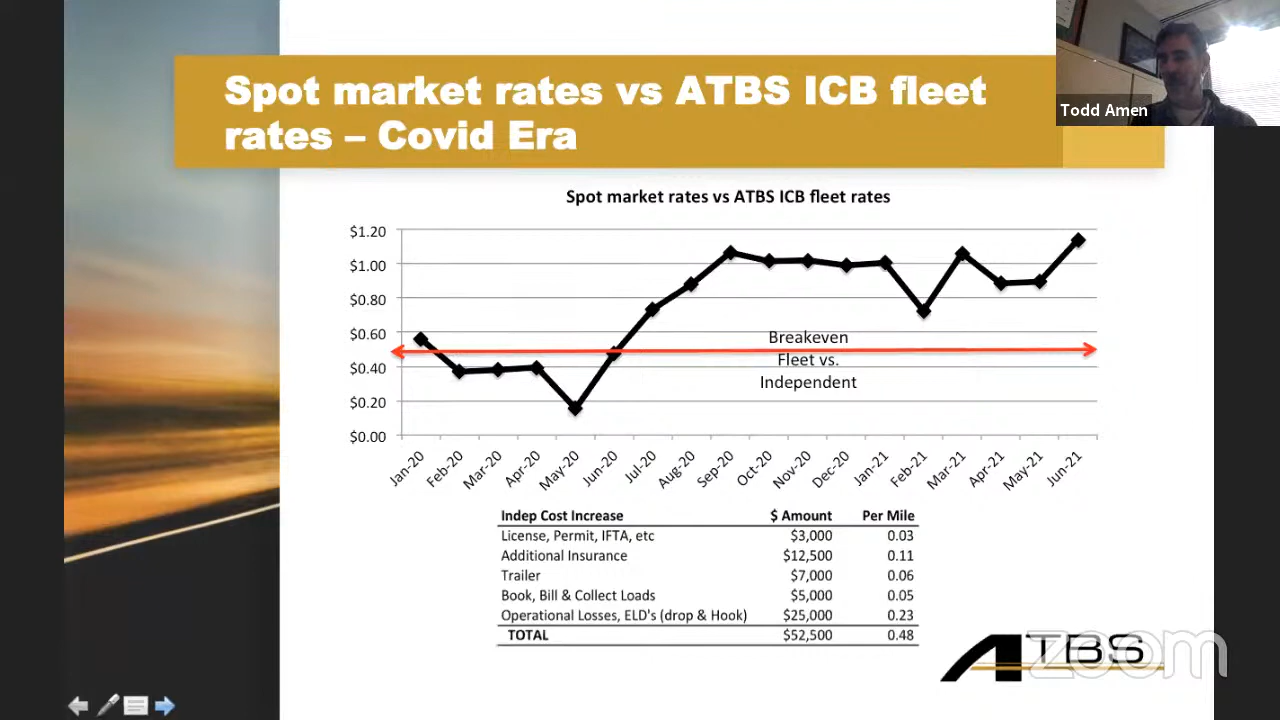 Spot market rates vs ATBS ICB fleet
rates – Covid Era
Todd Amen
Spot market rates vs ATBS ICB fleet rates
$1.20
$1.00
$0.80
$0.60
$0.40
$0.20
$0.00
Breakeven
Fleet vs.
Independent
Jan-20 Feb-20 Mar-20 Apr-20 May-20 Jun-20 Jul-20 Aug-20 Sep-20 Oct-20 Nov-20 Dec-20 Jan-21 Feb-21 Mar-21 Apr-21 May-21 Jun-21
Indep Cost Increase $ Amount Per Mile
License, Permit, IFTA, etc $3,000 0.03
Additional Insurance $12,500 0.11
Trailer $7,000 0.06
Book, Bill & Collect Loads $5,000 0.05
Operational Losses, ELD's (drop & Hook) $25,000 0.23
TOTAL $52,500 0.48
ATBS
zoom